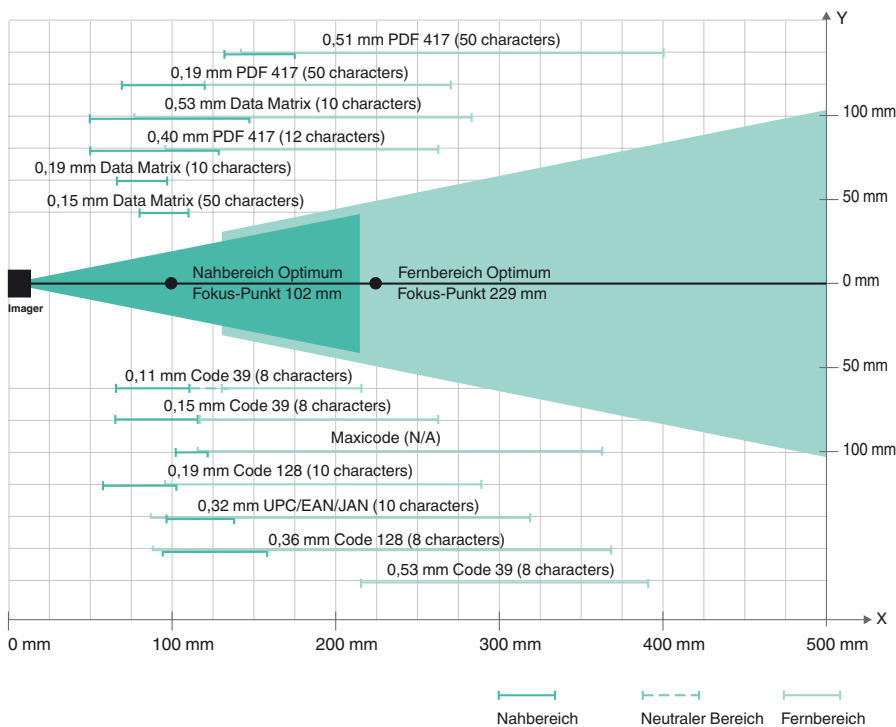 Y
0,51 mm PDF 417 (50 characters)
0,19 mm PDF 417 (50 characters)
0,53 mm Data Matrix (10 characters)
100 mm
0,40 mm PDF 417 (12 characters)
0,19 mm Data Matrix (10 characters)
0,15 mm Data Matrix (50 characters)
50 mm
Nahbereich Optimum
Fokus-Punkt 102 mm
Fernbereich Optimum
Fokus-Punkt 229 mm
0 mm
Imager
50 mm
0,11 mm Code 39 (8 characters)
0,15 mm Code 39 (8 characters)
Maxicode (N/A)
100 mm
0,19 mm Code 128 (10 characters)
0,32 mm UPC/EAN/JAN (10 characters)
0,36 mm Code 128 (8 characters)
0,53 mm Code 39 (8 characters)
X
0 mm
100 mm
200 mm
300 mm
400 mm
500 mm
Nahbereich
Neutraler Bereich
Fernbereich